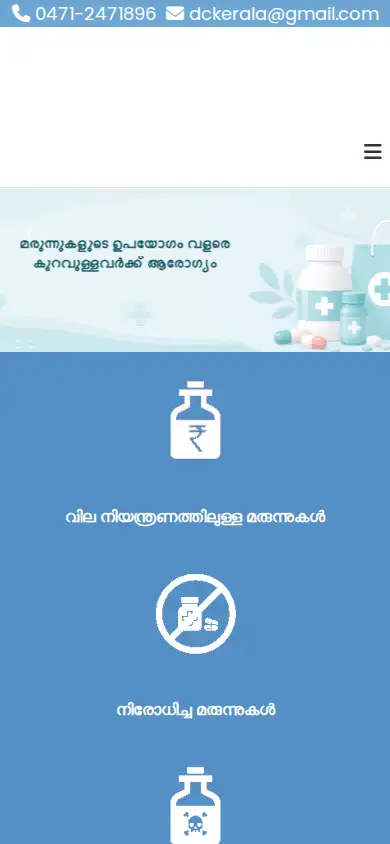 0471-2471896 dckerala@gmail.com
മരുന്നുകളുടെ ഉപയോഗം വളരെ
കുറവുള്ളവർക്ക് ആരോഗ്യം
₹
വില നിയന്ത്രണത്തിലുള്ള മരുന്നുകൾ
നിരോധിച്ച മരുന്നുകൾ